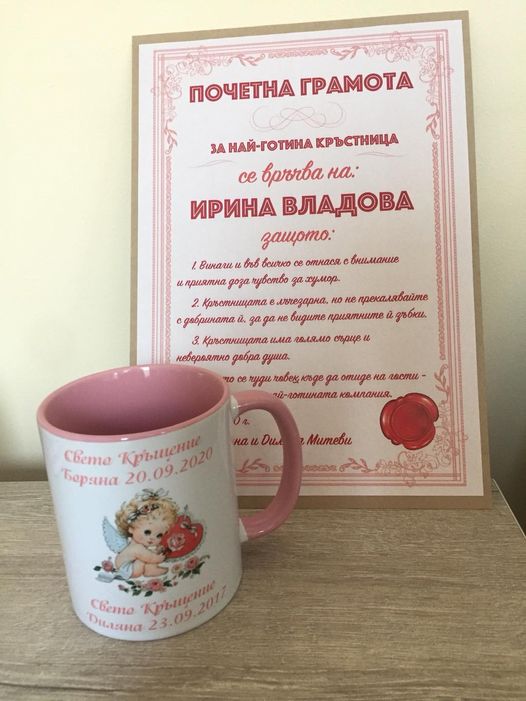 ПОЧЕТНА ГРАМОТА
ЗА НАЙ-ГОТИНА КРЪСТНИЦА
се връчва на:
ИРИНА ВЛАДОВА
защото:
1. Винаги и във всичко се отнася с внимание
и приятна доза чувство за хумор.
2. Кръстницата е лъчезарна, но не прекалявайте
с добрината ѝ, за да не видите приятните ѝ зъбки.
3. Кръстницата има голямо сърце и
невероятно добра душа.
се чуди човек, къде да отиде на гости -
компания.
г.
и Митеви
Свето Кръщение
Беряна 20.09.2020
Свето Кръщение
Диляна 23.09.2017